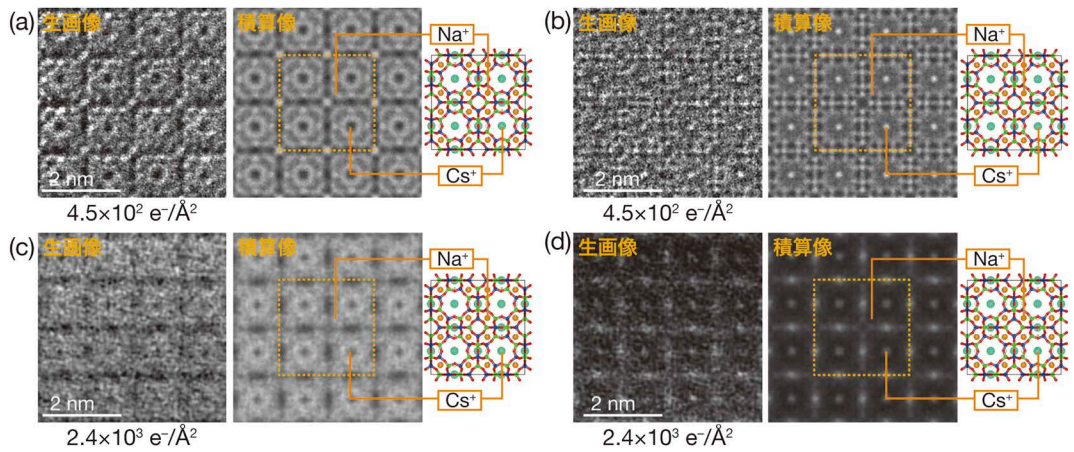 (a)
生画像
積算像
Na⁺
Cs⁺
2 nm
4.5×10² e⁻/Å²
(b)
生画像
積算像
Na⁺
Cs⁺
2 nm
4.5×10² e⁻/Å²
(c)
生画像
積算像
Na⁺
Cs⁺
2 nm
2.4×10³ e⁻/Å²
(d)
生画像
積算像
Na⁺
Cs⁺
2 nm
2.4×10³ e⁻/Å²